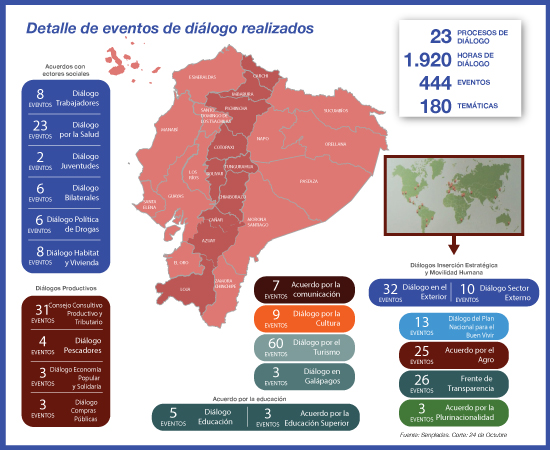 Detalle de eventos de diálogo realizados
23 PROCESOS DE DIÁLOGO
1.920 HORAS DE DIÁLOGO
444 EVENTOS
180 TEMÁTICAS
Acuerdos con
actores sociales
8 EVENTOS Diálogo Trabajadores
23 EVENTOS Diálogo por la Salud
2 EVENTOS Diálogo Juventudes
6 EVENTOS Diálogo Bilaterales
6 EVENTOS Diálogo Política de Drogas
8 EVENTOS Diálogo Habitat y Vivienda
Diálogos Productivos
31 EVENTOS Consejo Consultivo Productivo y Tributario
4 EVENTOS Diálogo Pescadores
3 EVENTOS Diálogo Economía Popular y Solidaria
3 EVENTOS Diálogo Compras Públicas
ESMERALDAS
CARCHI
IMBABURA
PICHINCHA
SANTO
DOMINGO DE
LOS TSACHILAS
SUCUMBIOS
MANABÍ
NAPO
ORELLANA
COTOPAXI
TUNGURAHUA
LOS
RÍOS
BOLÍVAR
PASTAZA
CHIMBORAZO
GUAYAS
SANTA
ELENA
CAÑAR
MORONA
SANTIAGO
AZUAY
EL ORO
LOJA
ZAMORA
CHINCHIPE
Diálogos Inserción Estratégica
y Movilidad Humana
32 EVENTOS Diálogo en el Exterior
10 EVENTOS Diálogo Sector Externo
7 EVENTOS Acuerdo por la comunicación
9 EVENTOS Diálogo por la Cultura
60 EVENTOS Diálogo por el Turismo
3 EVENTOS Diálogo en Galápagos
13 EVENTOS Diálogo del Plan Nacional para el Buen Vivir
25 EVENTOS Acuerdo por el Agro
26 EVENTOS Frente de Transparencia
3 EVENTOS Acuerdo por la Plurinacionalidad
Acuerdo por la educación
5 EVENTOS Diálogo Educación
3 EVENTOS Acuerdo por la Educación Superior
Fuente: Senplades. Corte: 24 de Octubre